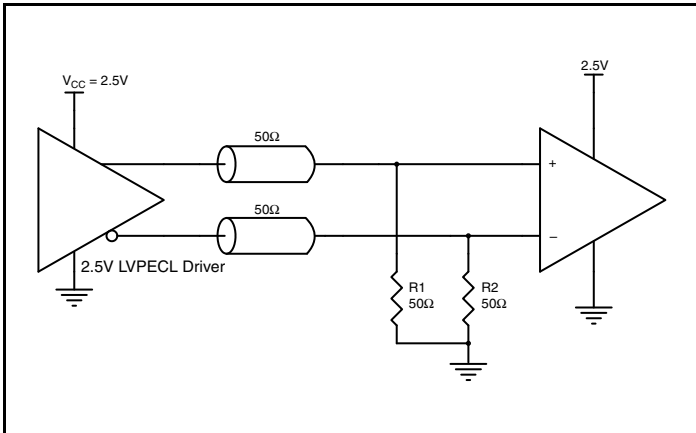 V_CC = 2.5V
2.5V
50Ω
+
50Ω
−
2.5V LVPECL Driver
R1
50Ω
R2
50Ω